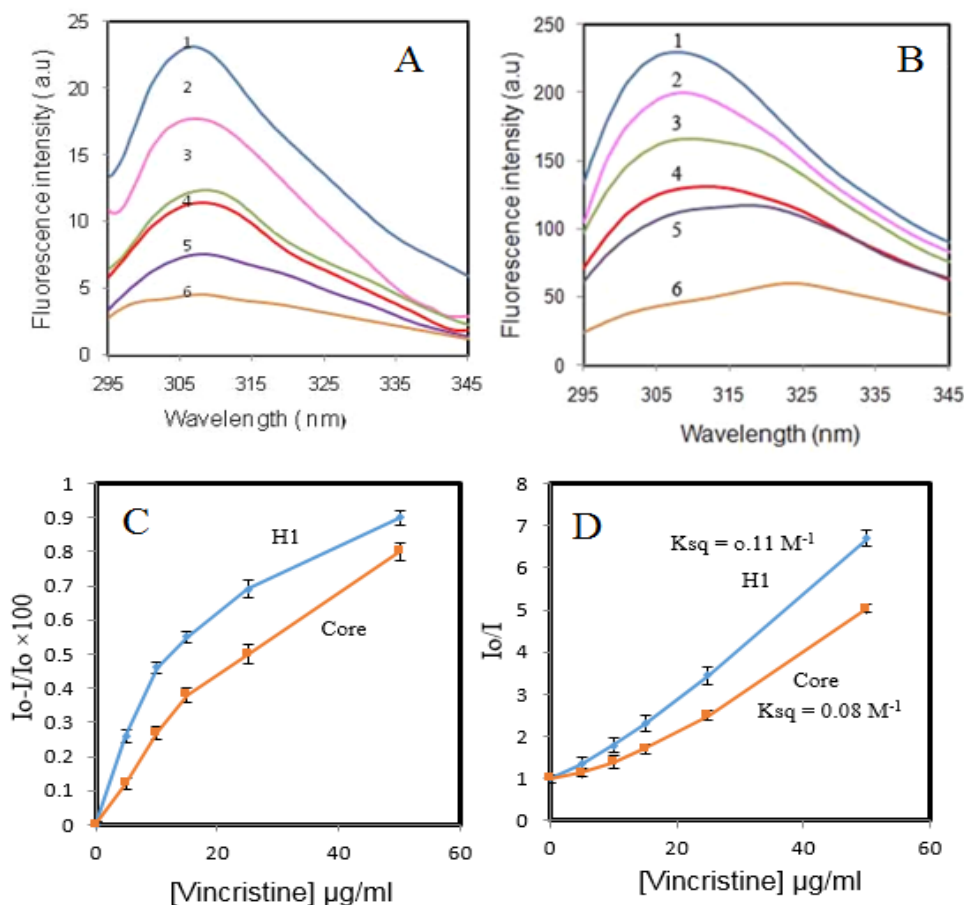 A
Fluorescence intensity (a.u)
25
20
15
10
5
0
1
2
3
4
5
6
295 305 315 325 335 345
Wavelength ( nm)
B
Fluorescence intensity (a.u)
250
200
150
100
50
0
1
2
3
4
5
6
295 305 315 325 335 345
Wavelength (nm)
C
Io-I/Io ×100
1
0.9
0.8
0.7
0.6
0.5
0.4
0.3
0.2
0.1
0
H1
Core
0 20 40 60
[Vincristine] µg/ml
D
Io/I
8
7
6
5
4
3
2
1
0
Ksq = o.11 M-1
H1
Core
Ksq = 0.08 M-1
0 20 40 60
[Vincristine] µg/ml